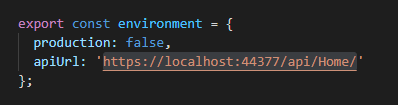 export const environment = {
  production: false,
  apiUrl: 'https://localhost:44377/api/Home/'
};